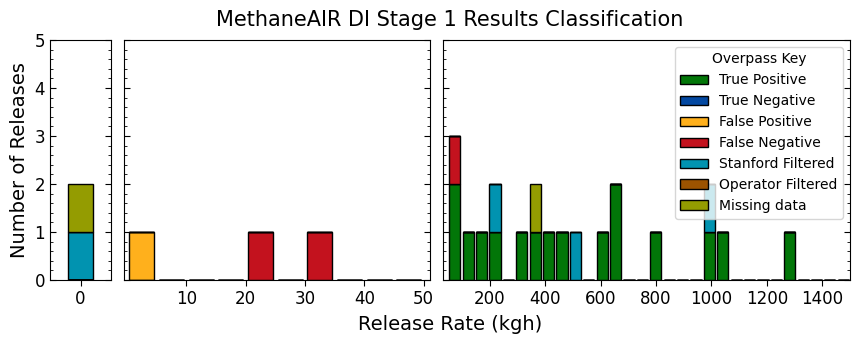 MethaneAIR DI Stage 1 Results Classification
Number of Releases
5
4
3
2
1
0
0
10 20 30 40 50
200 400 600 800 1000 1200 1400
Release Rate (kgh)
Overpass Key
True Positive
True Negative
False Positive
False Negative
Stanford Filtered
Operator Filtered
Missing data